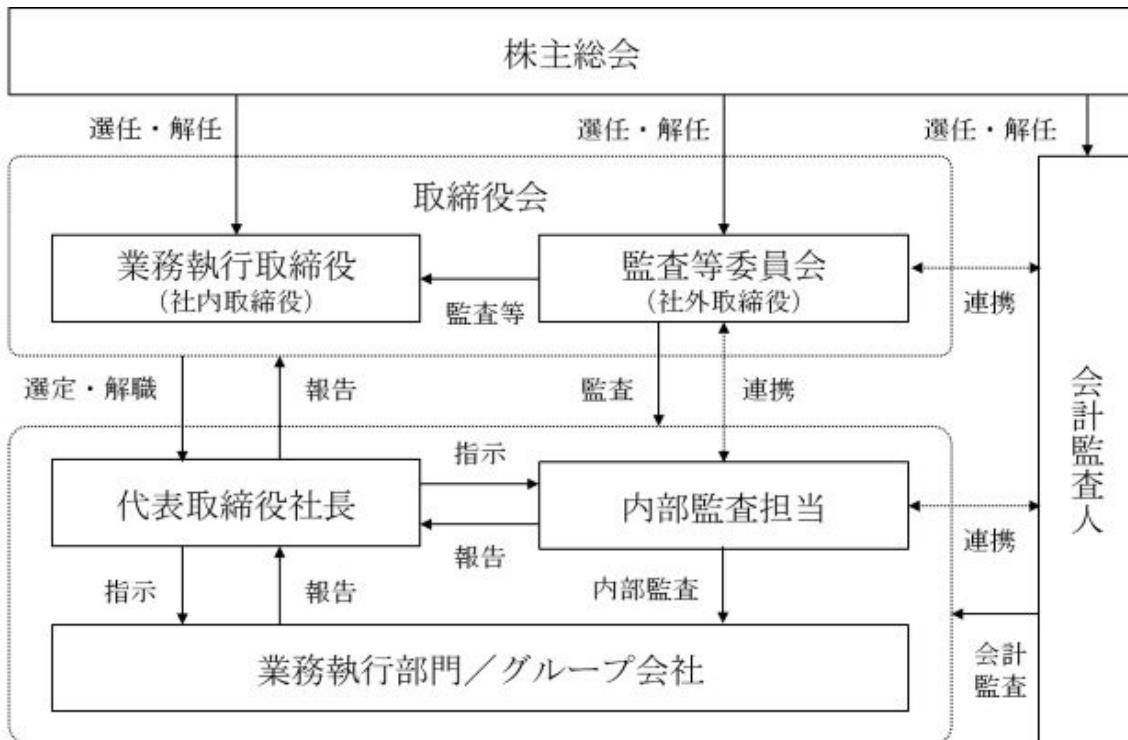 株主総会
選任・解任
選任・解任
選任・解任
取締役会
業務執行取締役
(社内取締役)
監査等
監査等委員会
(社外取締役)
連携
選定・解職
報告
監査
連携
会計監査人
代表取締役社長
指示
報告
内部監査担当
連携
指示
報告
内部監査
業務執行部門／グループ会社
会計
監査